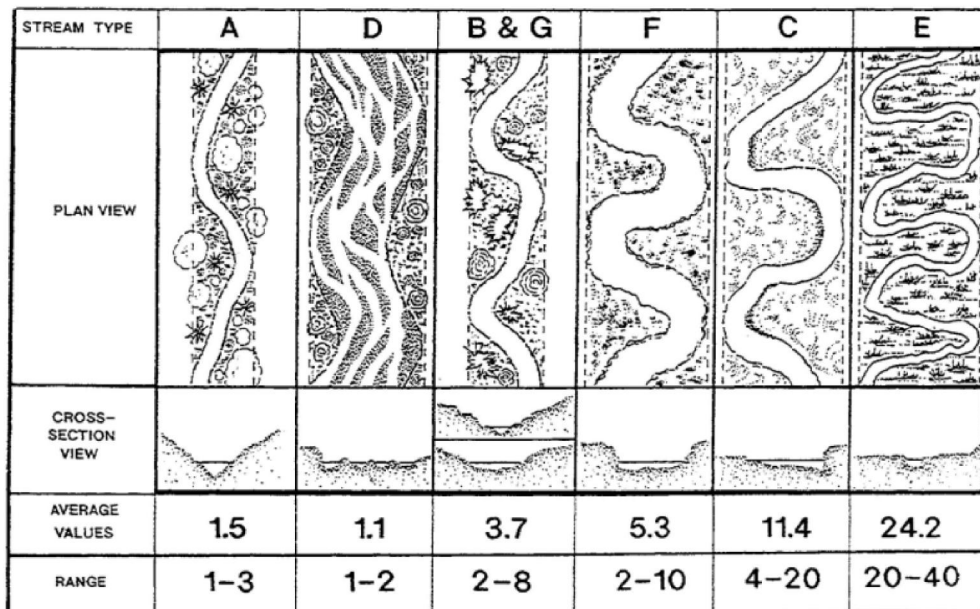 STREAM TYPE A D B & G F C E
PLAN VIEW
CROSS-
SECTION
VIEW
AVERAGE
VALUES 1.5 1.1 3.7 5.3 11.4 24.2
RANGE 1-3 1-2 2-8 2-10 4-20 20-40